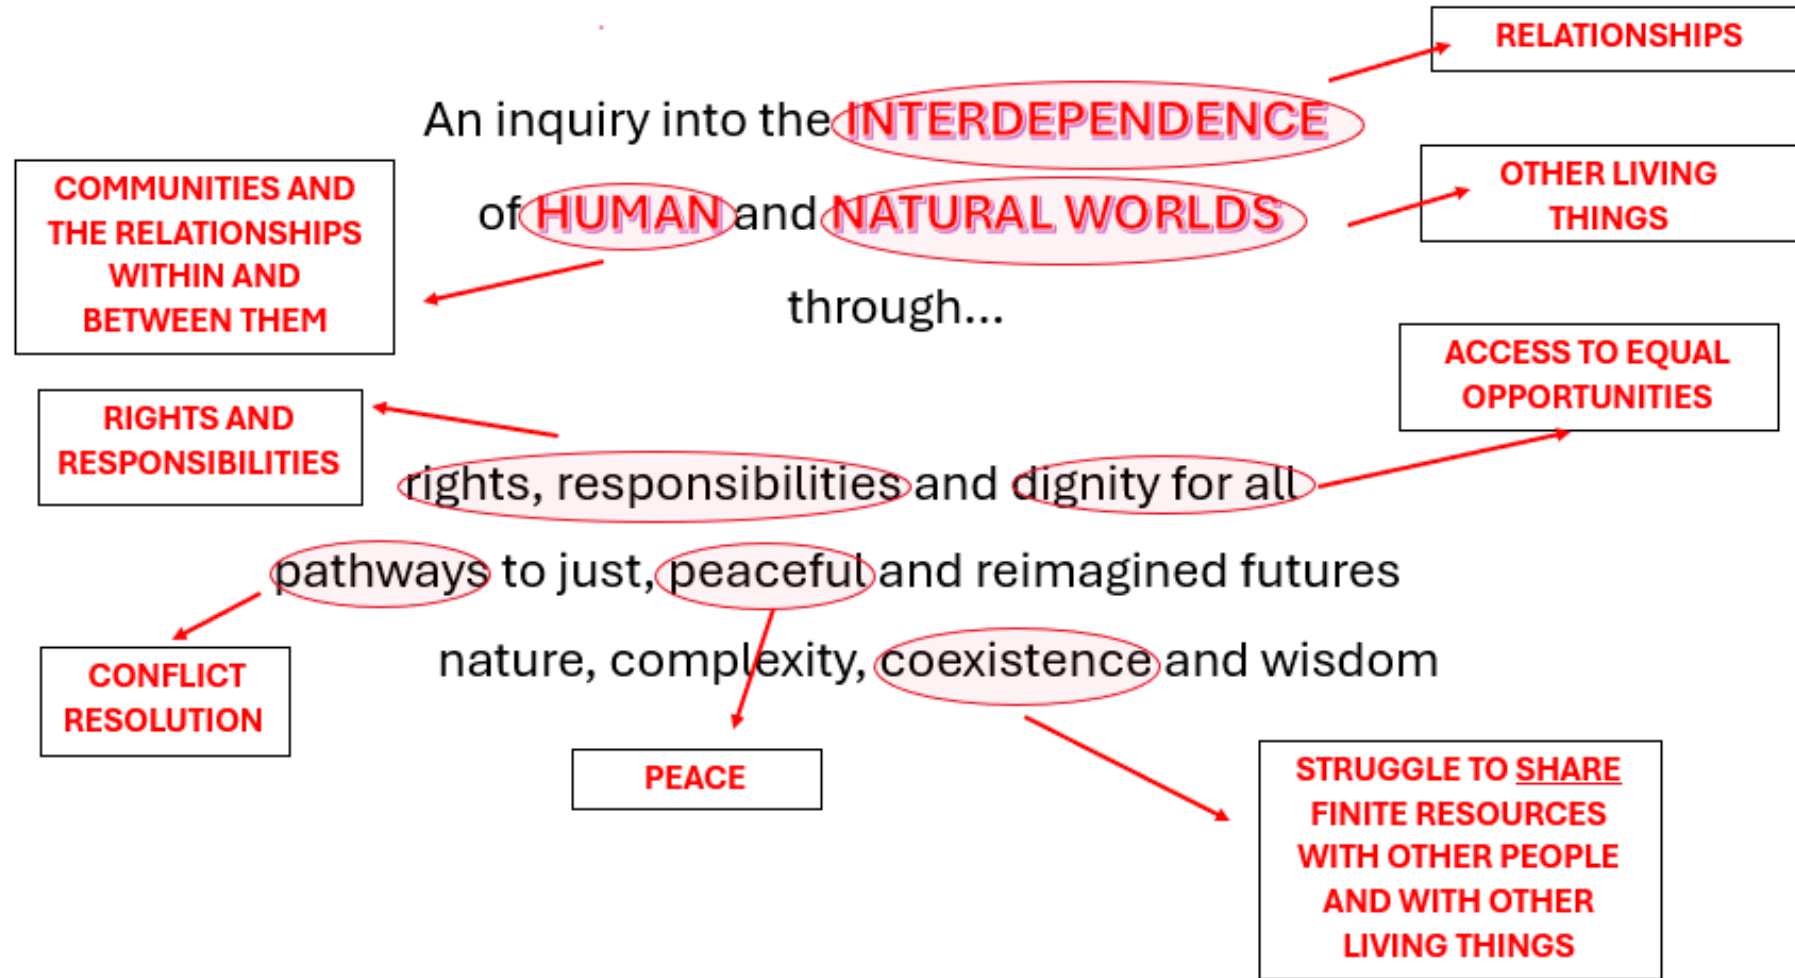 RELATIONSHIPS
An inquiry into the INTERDEPENDENCE
of HUMAN and NATURAL WORLDS
through...
OTHER LIVING
THINGS
COMMUNITIES AND
THE RELATIONSHIPS
WITHIN AND
BETWEEN THEM
ACCESS TO EQUAL
OPPORTUNITIES
RIGHTS AND
RESPONSIBILITIES
rights, responsibilities and dignity for all
pathways to just, peaceful and reimagined futures
nature, complexity, coexistence and wisdom
CONFLICT
RESOLUTION
PEACE
STRUGGLE TO SHARE
FINITE RESOURCES
WITH OTHER PEOPLE
AND WITH OTHER
LIVING THINGS